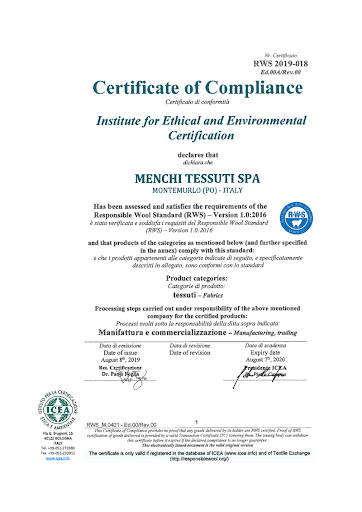 Nr. Certificato
RWS 2019-018
Ed.00A/Rev.00
Certificate of Compliance
Certificato di conformità
Institute for Ethical and Environmental
Certification
declares that
dichiara che
MENCHI TESSUTI SPA
MONTEMURLO (PO) - ITALY
Has been assessed and satisfies the requirements of the
Responsible Wool Standard (RWS) – Version 1.0:2016
è stata verificata e soddisfa i requisiti del Responsible Wool Standard
(RWS) – Version 1.0: 2016
RWS
and that products of the categories as mentioned below (and further specified
in the annex) comply with this standard:
e che i prodotti appartenenti alle categorie indicate di seguito, e specificatamente
descritti in allegato, sono conformi con lo standard
Product categories:
Categorie di prodotto:
tessuti – Fabrics
Processing steps carried out under responsibility of the above mentioned
company for the certified products:
Processi svolti sotto la responsabilità della ditta sopra indicata:
Manifattura e commercializzazione – Manufacturing, trading
Data di emissione Data di revisione Data di scadenza
Date of issue Date of revision Expiry date
August 8th, 2019 August 7th, 2020
Res. Certificazione Presidente ICEA
Dr. Paolo Foglia
ICEA
Via G. Brugnoli, 15
40122 BOLOGNA
ITALY
Tel. +39-051-272986
Fax. +39-051-232011
www.icea.info
RWS_M.0401 - Ed.00/Rev.00
1
This Certificate of Compliance provides no proof that any goods delivered by its holder are RWS certified. Proof of RWS
certification of goods delivered is provided by a valid Transaction Certificate (TC) covering them. The issuing body can withdraw
this certificate before it expires if the declared compliance is no longer guarantee.
This electronically issued document is the valid original version
The certificate is only valid if registered in the database of ICEA (www.icea.info) and of Textile Exchange
(http://responsiblewool.org/)